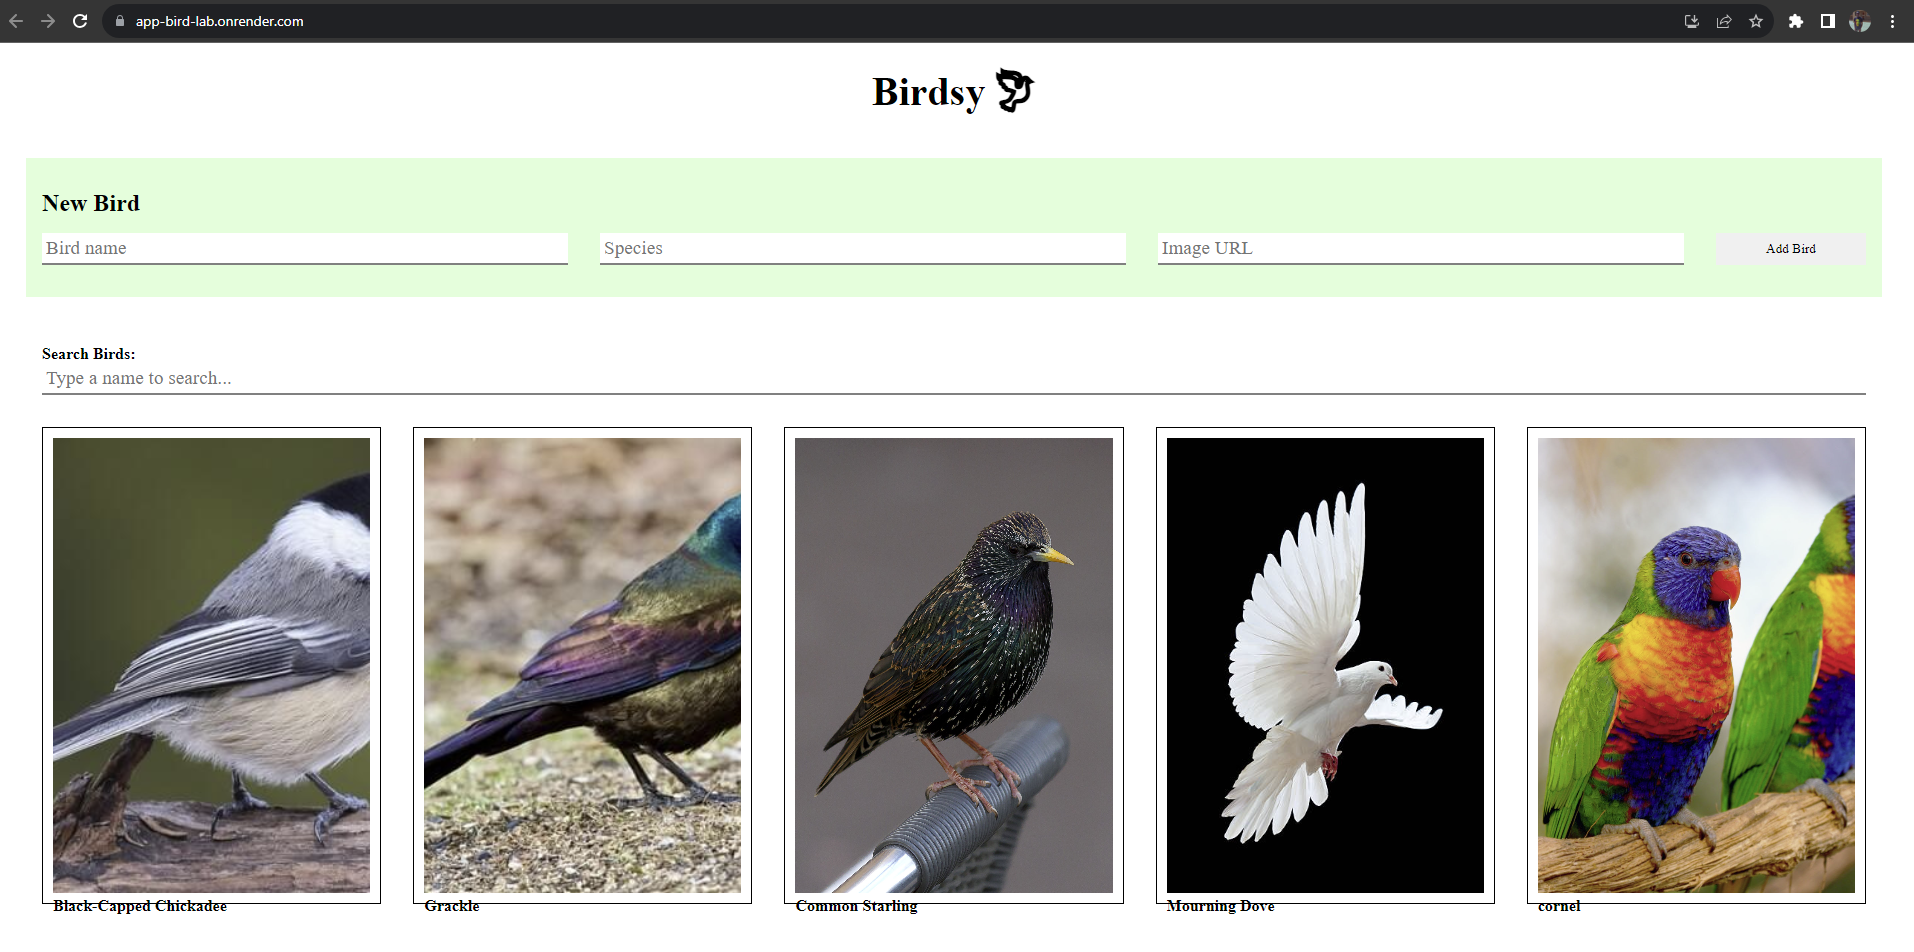 app-bird-lab.onrender.com
Birdsy
New Bird
Bird name
Species
Image URL
Add Bird
Search Birds:
Type a name to search...
Black-Capped Chickadee
Grackle
Common Starling
Mourning Dove
cornel